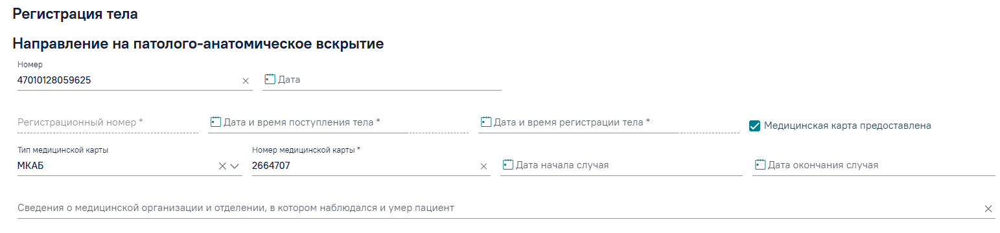 Регистрация тела
Направление на патолого-анатомическое вскрытие
Номер
47010128059625
Дата
Регистрационный номер *
Дата и время поступления тела *
Дата и время регистрации тела *
Медицинская карта предоставлена
Тип медицинской карты
МКАБ
Номер медицинской карты *
2664707
Дата начала случая
Дата окончания случая
Сведения о медицинской организации и отделении, в котором наблюдался и умер пациент